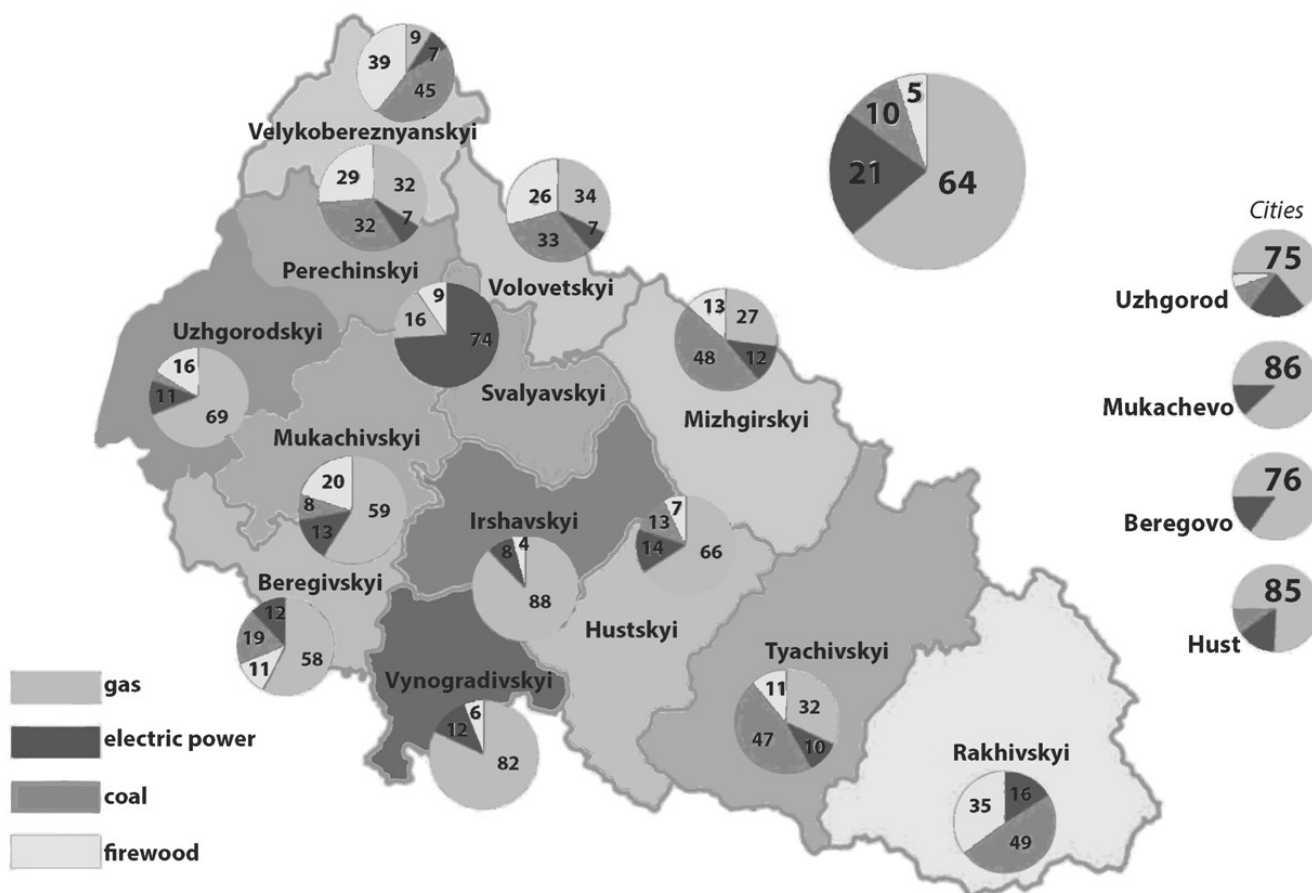 9
7
39
45
Velykobereznyanskyi
29
32
7
32
Perechinskyi
26
34
7
33
Volovetskyi
5
10
21
64
Cities
75
Uzhgorod
86
Mukachevo
76
Beregovo
85
Hust
9
16
74
Svalyavskyi
Uzhgorodskyi
16
11
69
13
27
48
12
Mizhgirskyi
Mukachivskyi
20
8
59
13
Irshavskyi
8
4
88
7
13
14
66
Hustskyi
Beregivskyi
12
19
11
58
Vynogradivskyi
6
12
82
Tyachivskyi
11
32
47
10
Rakhivskyi
35
16
49
gas
electric power
coal
firewood